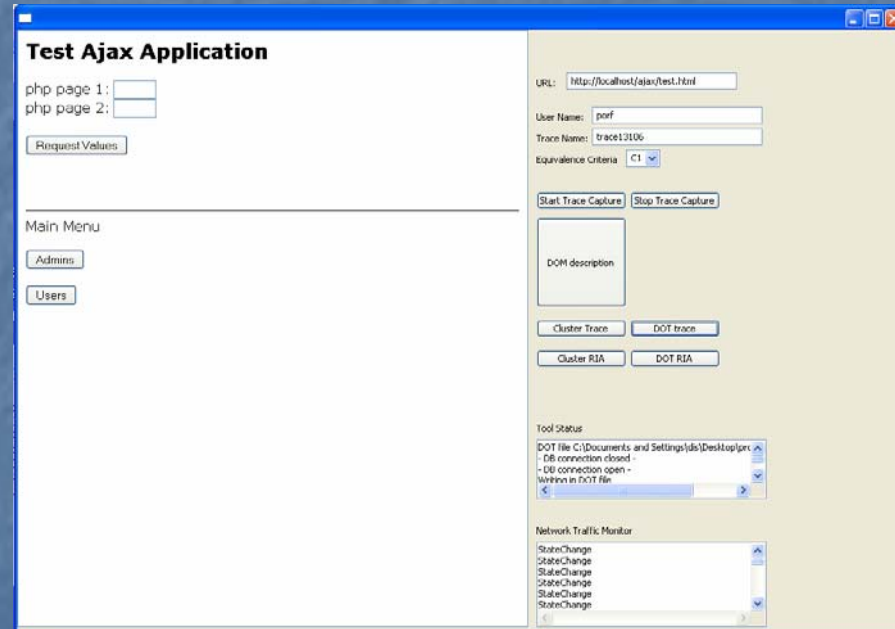 Test Ajax Application
php page 1:
php page 2:
Request Values
Main Menu
Admins
Users
URL: http://localhost/ajax/test.html
User Name: porf
Trace Name: trace13106
Equivalence Criteria C1
Start Trace Capture Stop Trace Capture
DOM description
Cluster Trace DOT trace
Cluster RIA DOT RIA
Tool Status
DOT file C:\Documents and Settings\dis\Desktop\prc
- DB connection closed -
- DB connection open -
Writing in DOT file
Network Traffic Monitor
StateChange
StateChange
StateChange
StateChange
StateChange
StateChange